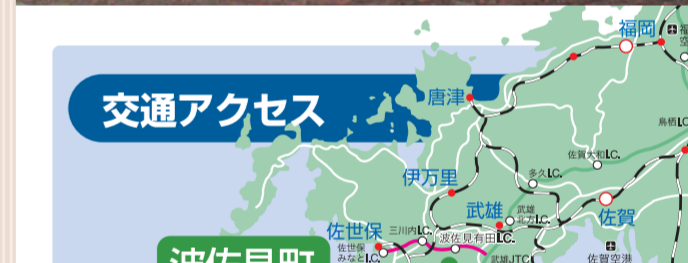 福岡
福
空
交通アクセス
唐津
鳥栖I.C.
佐賀大和I.C.
多久I.C.
伊万里
武雄
武雄
北方I.C.
佐賀
佐世保
三川内I.C.
波佐見有田I.C.
佐世保
みなとI.C.
武雄JTC
佐賀空港
波佐見町